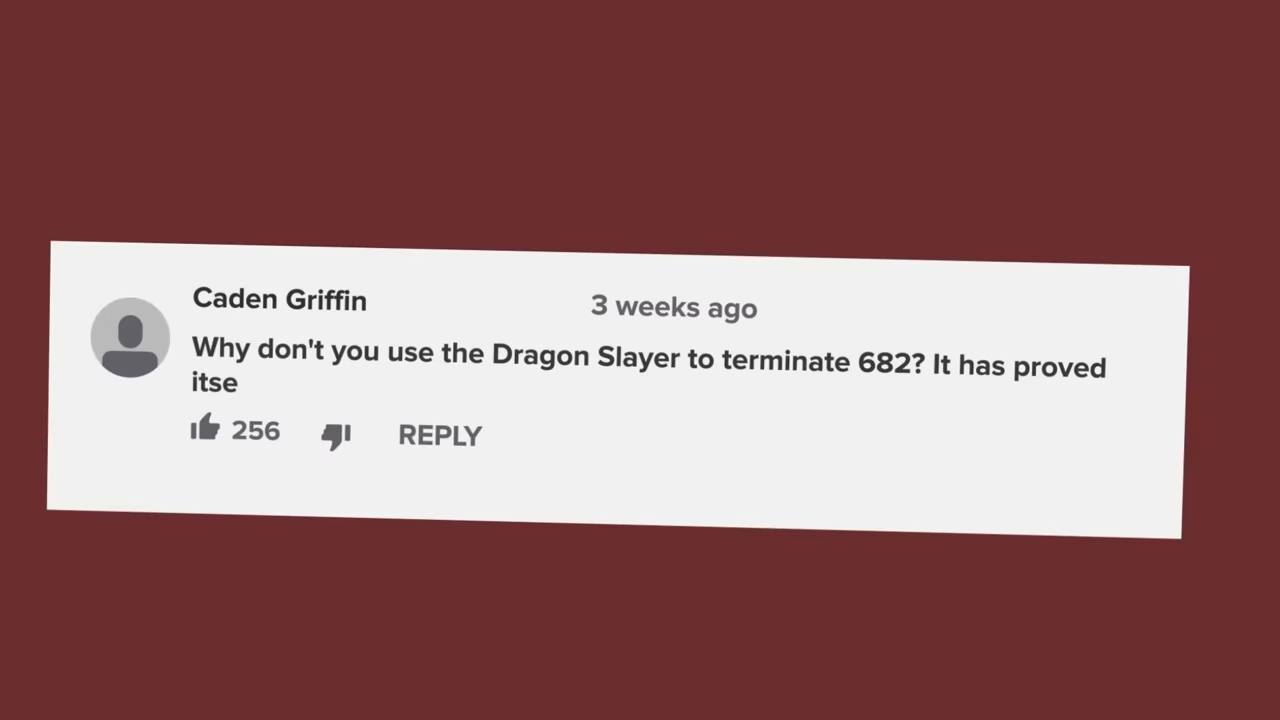 Caden Griffin
3 weeks ago
Why don't you use the Dragon Slayer to terminate 682? It has proved
itse
256
REPLY